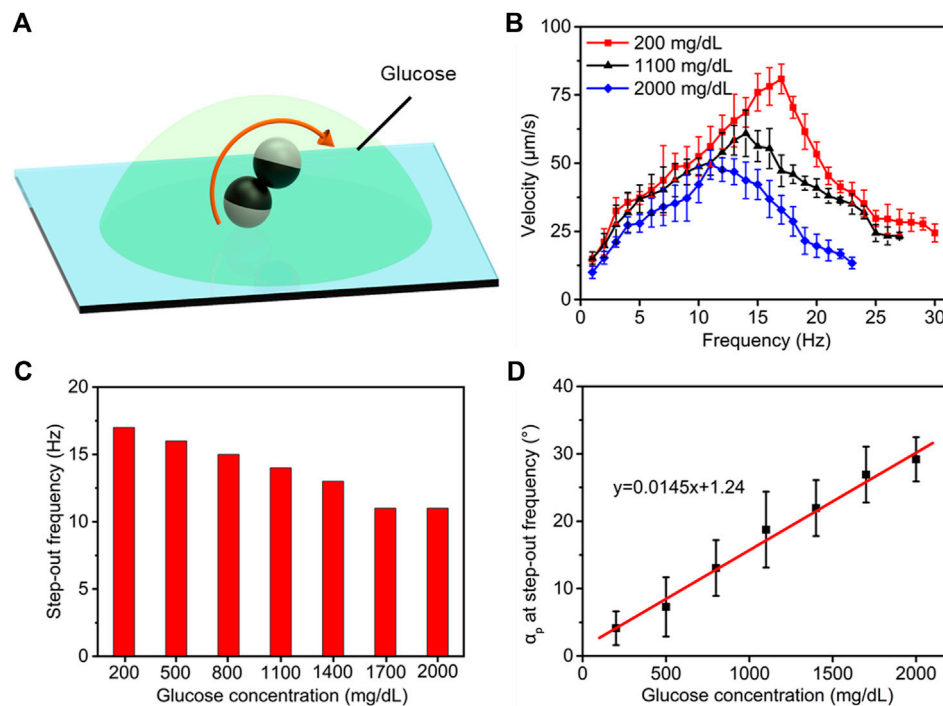 A
Glucose
B
Velocity (μm/s)
100
75
50
25
0
200 mg/dL
1100 mg/dL
2000 mg/dL
0 5 10 15 20 25 30
Frequency (Hz)
C
Step-out frequency (Hz)
20
15
10
5
0
200 500 800 1100 1400 1700 2000
Glucose concentration (mg/dL)
D
αp at step-out frequency (°)
40
30
20
10
0
y=0.0145x+1.24
0 500 1000 1500 2000
Glucose concentration (mg/dL)